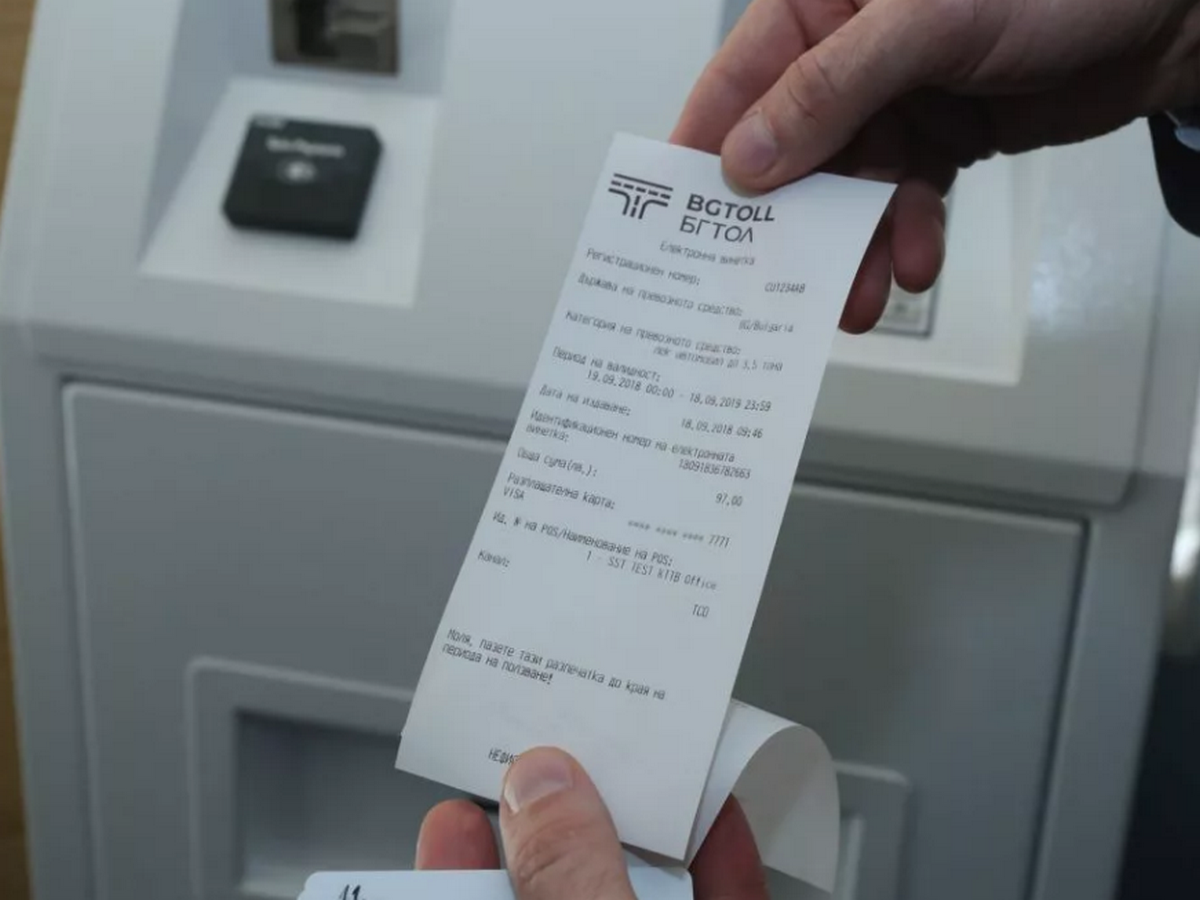 BGTOLL
БГТОЛ
Електронна винетка
Регистрационен номер:
CU1234AB
Държава на превозното средство:
BG/Bulgaria
Категория на превозното средство:
лек автомобил до 3,5 тона
Период на валидност:
19.09.2018 00:00 - 18.09.2019 23:59
Дата на издаване:
18.09.2018 09:46
Идентификационен номер на електронната
винетка:
18091836782663
Обща сума(лв.):
97,00
Разплащателна карта:
VISA
**** **** **** 7771
Ид. № на POS/Наименование на POS:
1 - SST TEST KTTB Office
Канал:
TCO
Моля, пазете тази разпечатка до края на
периода на ползване!